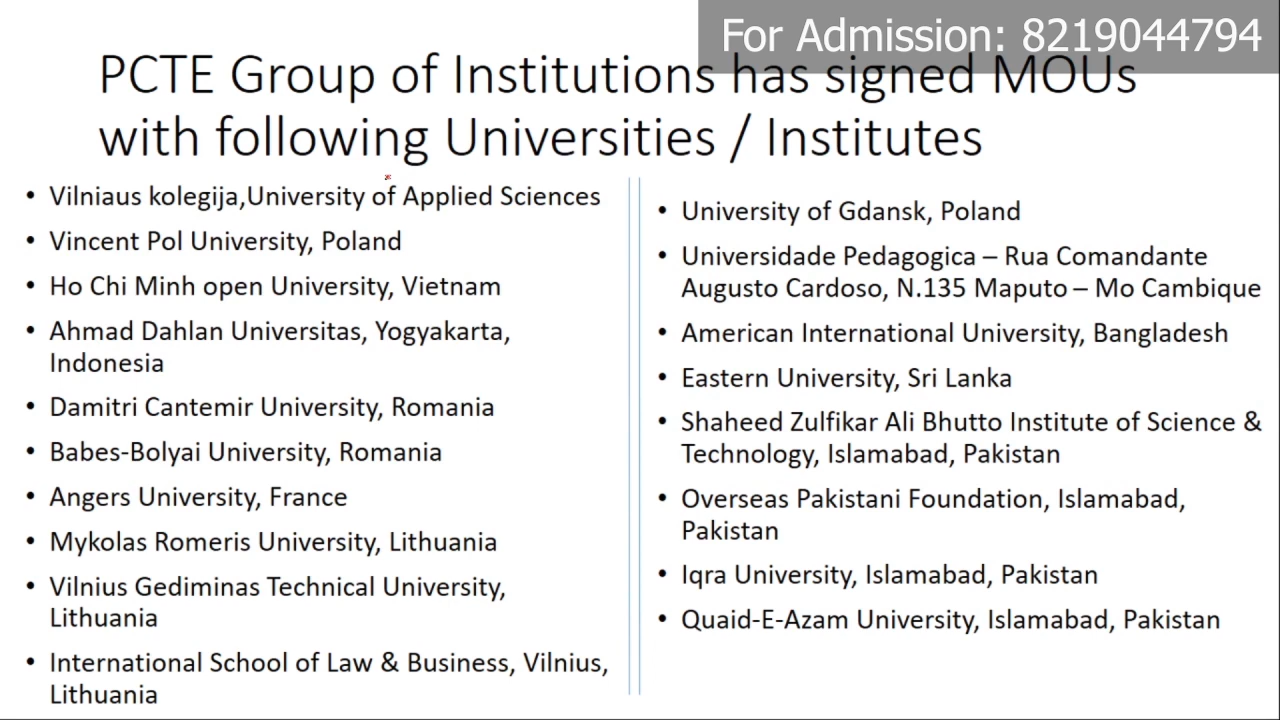 For Admission: 8219044794
PCTE Group of Institutions has signed MOUs
with following Universities / Institutes
• Vilniaus kolegija,University of Applied Sciences
• Vincent Pol University, Poland
• Ho Chi Minh open University, Vietnam
• Ahmad Dahlan Universitas, Yogyakarta,
Indonesia
• Damitri Cantemir University, Romania
• Babes-Bolyai University, Romania
• Angers University, France
• Mykolas Romeris University, Lithuania
• Vilnius Gediminas Technical University,
Lithuania
• International School of Law & Business, Vilnius,
Lithuania
• University of Gdansk, Poland
• Universidade Pedagogica – Rua Comandante
Augusto Cardoso, N.135 Maputo – Mo Cambique
• American International University, Bangladesh
• Eastern University, Sri Lanka
• Shaheed Zulfikar Ali Bhutto Institute of Science &
Technology, Islamabad, Pakistan
• Overseas Pakistani Foundation, Islamabad,
Pakistan
• Iqra University, Islamabad, Pakistan
• Quaid-E-Azam University, Islamabad, Pakistan